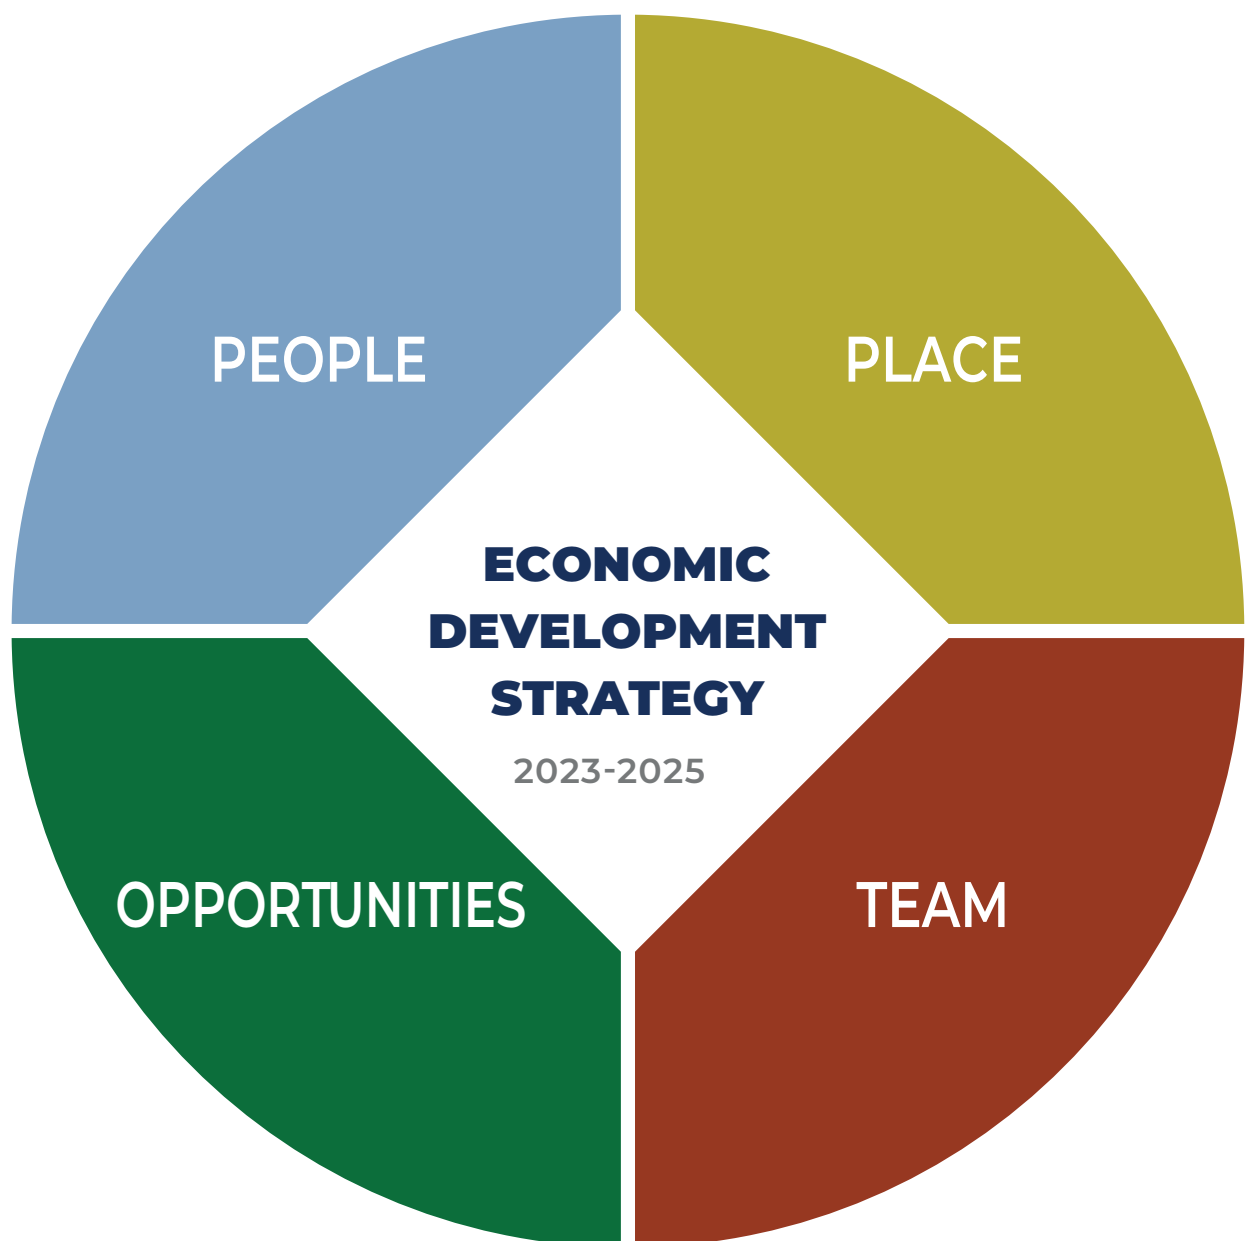 PEOPLE
PLACE
ECONOMIC
DEVELOPMENT
STRATEGY
2023-2025
OPPORTUNITIES
TEAM